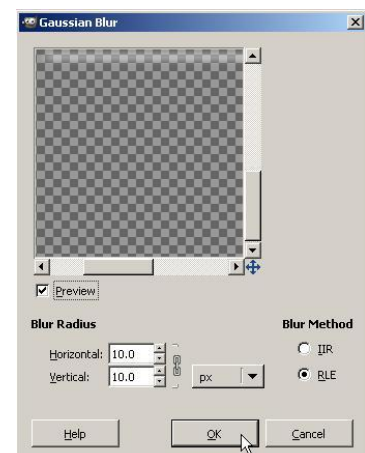 Gaussian Blur
Preview
Blur Radius Blur Method
Horizontal: 10.0 IIR
Vertical: 10.0 px RLE
Help OK Cancel